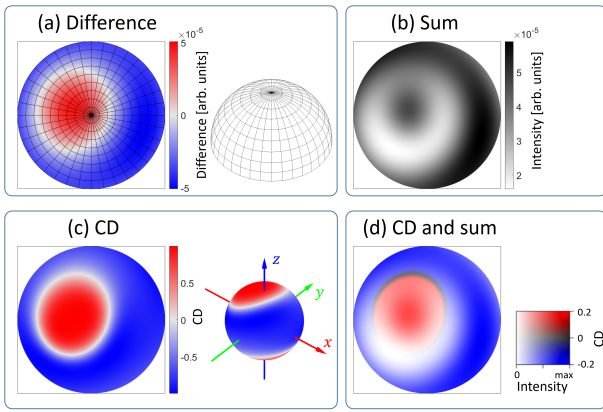 (a) Difference
×10⁻⁵
5
0
-5
Difference [arb. units]
(b) Sum
×10⁻⁵
5
4
3
2
Intensity [arb. units]
(c) CD
0.5
0
-0.5
CD
z
y
x
(d) CD and sum
0.2
0
-0.2
CD
0 max
Intensity